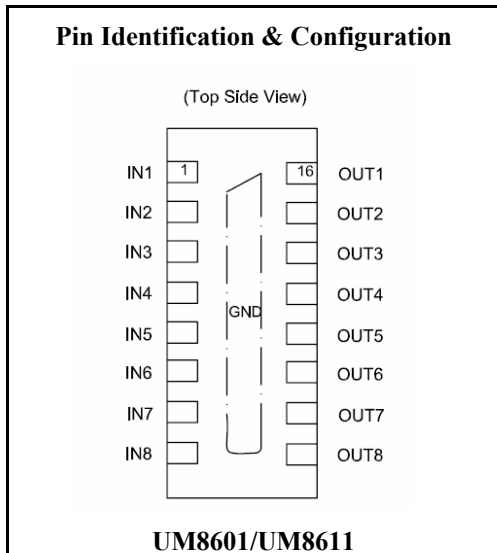 Pin Identification & Configuration
(Top Side View)
IN1 1 16 OUT1
IN2 OUT2
IN3 OUT3
IN4 OUT4
GND
IN5 OUT5
IN6 OUT6
IN7 OUT7
IN8 OUT8
UM8601/UM8611